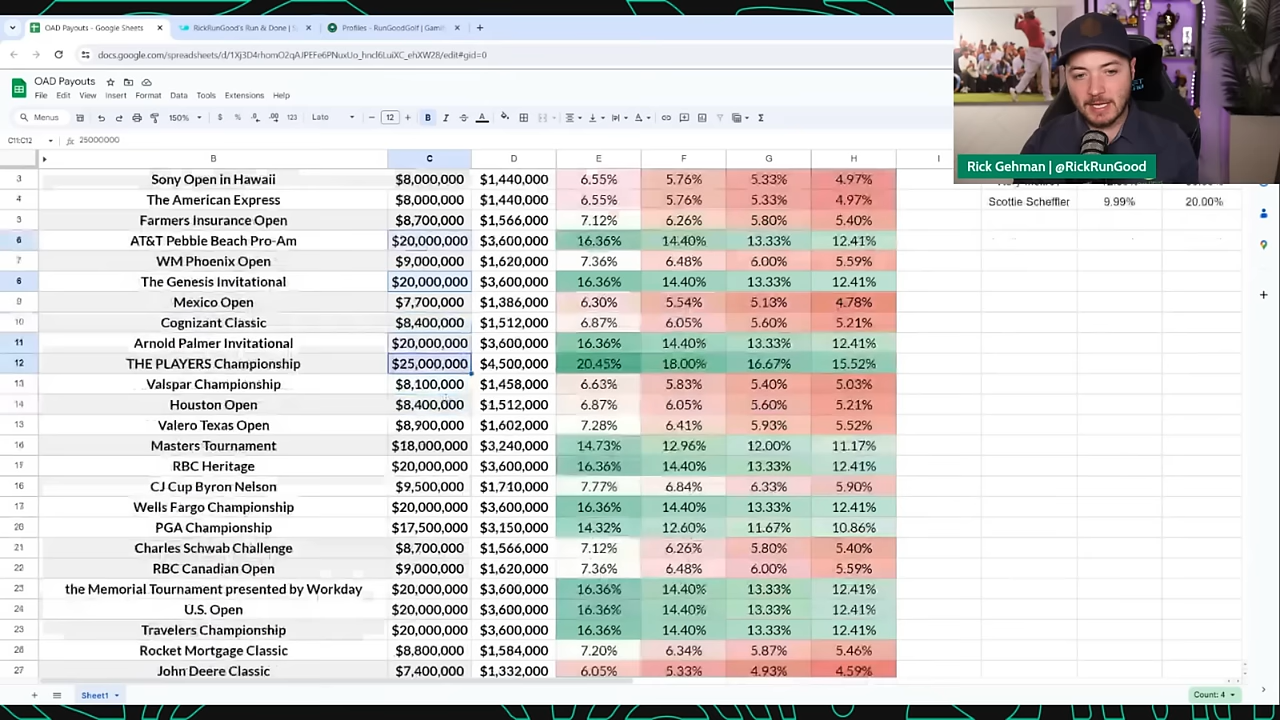 OAD Payouts - Google Sheets
RickRunGood's Run & Done |
Profiles - RunGoodGolf | Gami
OAD Payouts
File Edit View Insert Format Data Tools Extensions Help
Menus 150% $ % .0 .00 123 Lato 12 B I A
C11:C12 fx 25000000
B C D E F G H I
3 Sony Open in Hawaii $8,000,000 $1,440,000 6.55% 5.76% 5.33% 4.97%
4 The American Express $8,000,000 $1,440,000 6.55% 5.76% 5.33% 4.97%
Farmers Insurance Open $8,700,000 $1,566,000 7.12% 6.26% 5.80% 5.40%
AT&T Pebble Beach Pro-Am $20,000,000 $3,600,000 16.36% 14.40% 13.33% 12.41%
7 WM Phoenix Open $9,000,000 $1,620,000 7.36% 6.48% 6.00% 5.59%
The Genesis Invitational $20,000,000 $3,600,000 16.36% 14.40% 13.33% 12.41%
Mexico Open $7,700,000 $1,386,000 6.30% 5.54% 5.13% 4.78%
10 Cognizant Classic $8,400,000 $1,512,000 6.87% 6.05% 5.60% 5.21%
11 Arnold Palmer Invitational $20,000,000 $3,600,000 16.36% 14.40% 13.33% 12.41%
12 THE PLAYERS Championship $25,000,000 $4,500,000 20.45% 18.00% 16.67% 15.52%
Valspar Championship $8,100,000 $1,458,000 6.63% 5.83% 5.40% 5.03%
14 Houston Open $8,400,000 $1,512,000 6.87% 6.05% 5.60% 5.21%
Valero Texas Open $8,900,000 $1,602,000 7.28% 6.41% 5.93% 5.52%
Masters Tournament $18,000,000 $3,240,000 14.73% 12.96% 12.00% 11.17%
RBC Heritage $20,000,000 $3,600,000 16.36% 14.40% 13.33% 12.41%
CJ Cup Byron Nelson $9,500,000 $1,710,000 7.77% 6.84% 6.33% 5.90%
Wells Fargo Championship $20,000,000 $3,600,000 16.36% 14.40% 13.33% 12.41%
20 PGA Championship $17,500,000 $3,150,000 14.32% 12.60% 11.67% 10.86%
21 Charles Schwab Challenge $8,700,000 $1,566,000 7.12% 6.26% 5.80% 5.40%
22 RBC Canadian Open $9,000,000 $1,620,000 7.36% 6.48% 6.00% 5.59%
the Memorial Tournament presented by Workday $20,000,000 $3,600,000 16.36% 14.40% 13.33% 12.41%
24 U.S. Open $20,000,000 $3,600,000 16.36% 14.40% 13.33% 12.41%
Travelers Championship $20,000,000 $3,600,000 16.36% 14.40% 13.33% 12.41%
Rocket Mortgage Classic $8,800,000 $1,584,000 7.20% 6.34% 5.87% 5.46%
27 John Deere Classic $7,400,000 $1,332,000 6.05% 5.33% 4.93% 4.59%
Sheet1
Count: 4
Rick Gehman | @RickRunGood
Scottie Scheffler 9.99% 20.00%